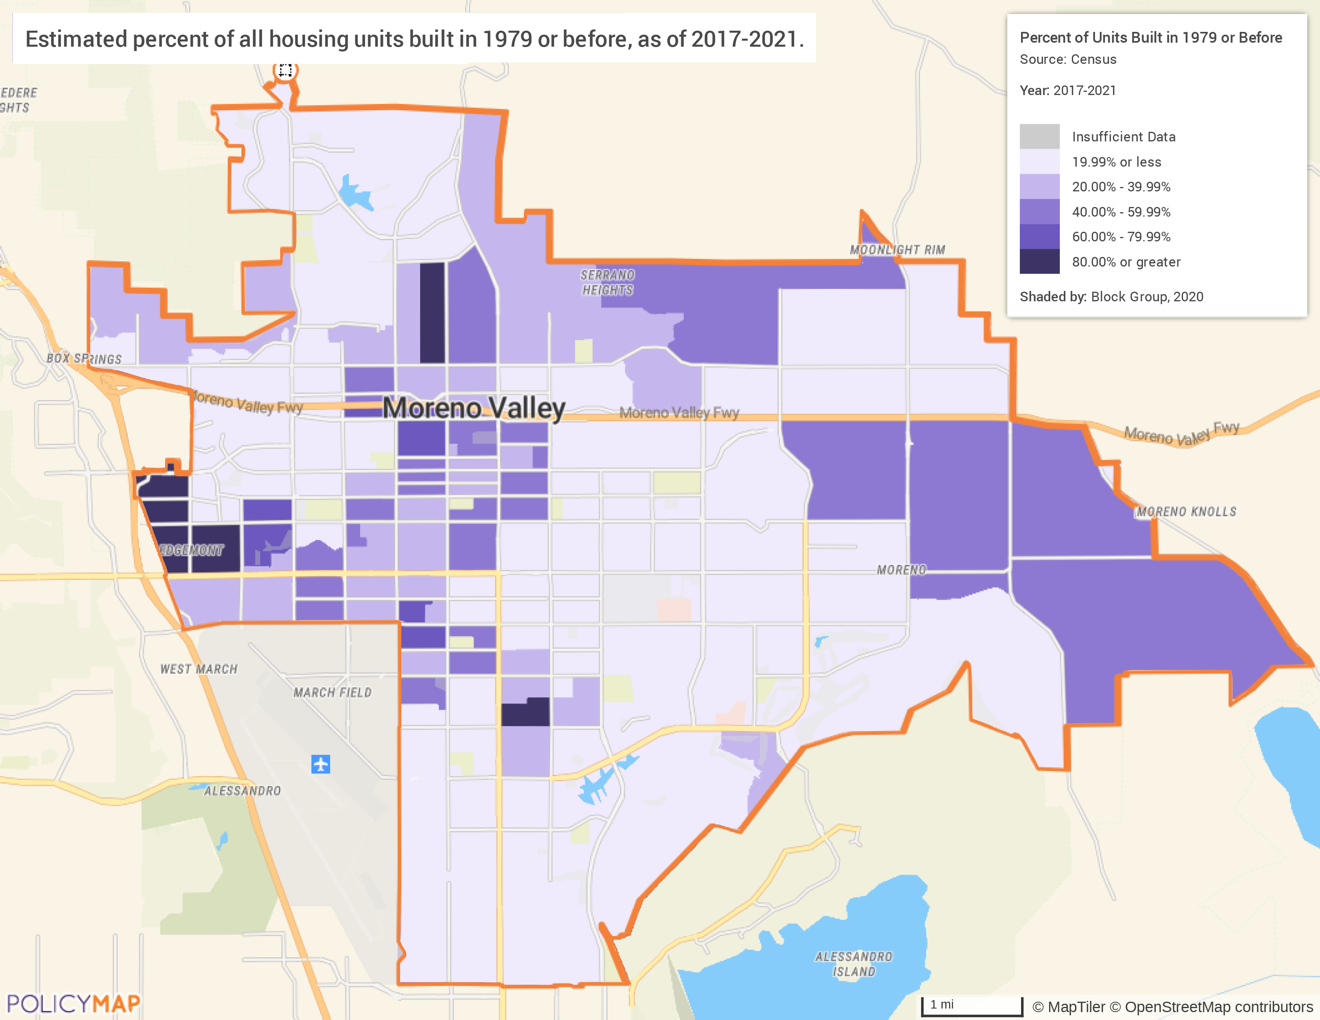 Estimated percent of all housing units built in 1979 or before, as of 2017-2021.
Percent of Units Built in 1979 or Before
Source: Census
Year: 2017-2021
Insufficient Data
19.99% or less
20.00% - 39.99%
40.00% - 59.99%
60.00% - 79.99%
80.00% or greater
Shaded by: Block Group, 2020
EDERE
GHTS
MOONLIGHT RIM
SERRANO
HEIGHTS
BOX SPRINGS
Moreno Valley Fwy
Moreno Valley
Moreno Valley Fwy
Moreno Valley Fwy
MORENO KNOLLS
EDGEMONT
MORENO
WEST MARCH
MARCH FIELD
ALESSANDRO
ALESSANDRO
ISLAND
POLICYMAP
1 mi
© MapTiler © OpenStreetMap contributors